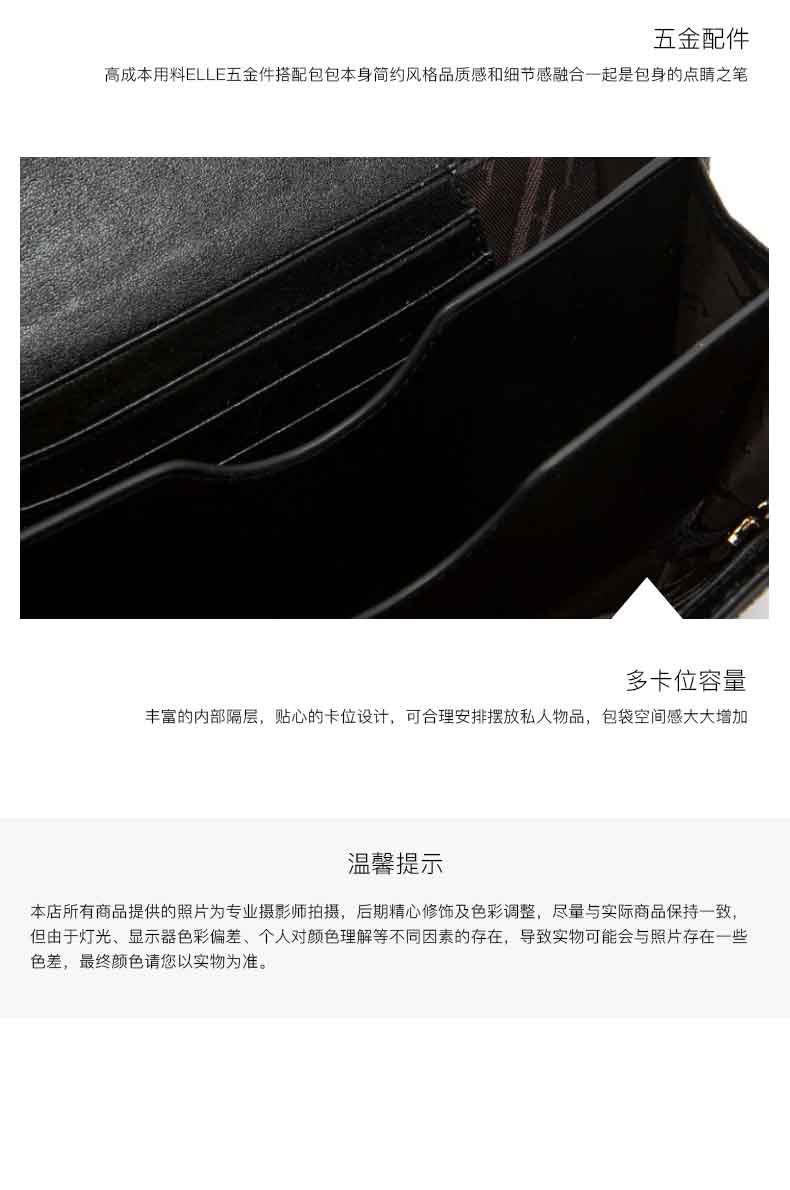 五金配件
高成本用料ELLE五金件搭配包包本身简约风格品质感和细节感融合一起是包身的点睛之笔
多卡位容量
丰富的内部隔层，贴心的卡位设计，可合理安排摆放私人物品，包袋空间感大大增加
温馨提示
本店所有商品提供的照片为专业摄影师拍摄，后期精心修饰及色彩调整，尽量与实际商品保持一致，
但由于灯光、显示器色彩偏差、个人对颜色理解等不同因素的存在，导致实物可能会与照片存在一些
色差，最终颜色请您以实物为准。